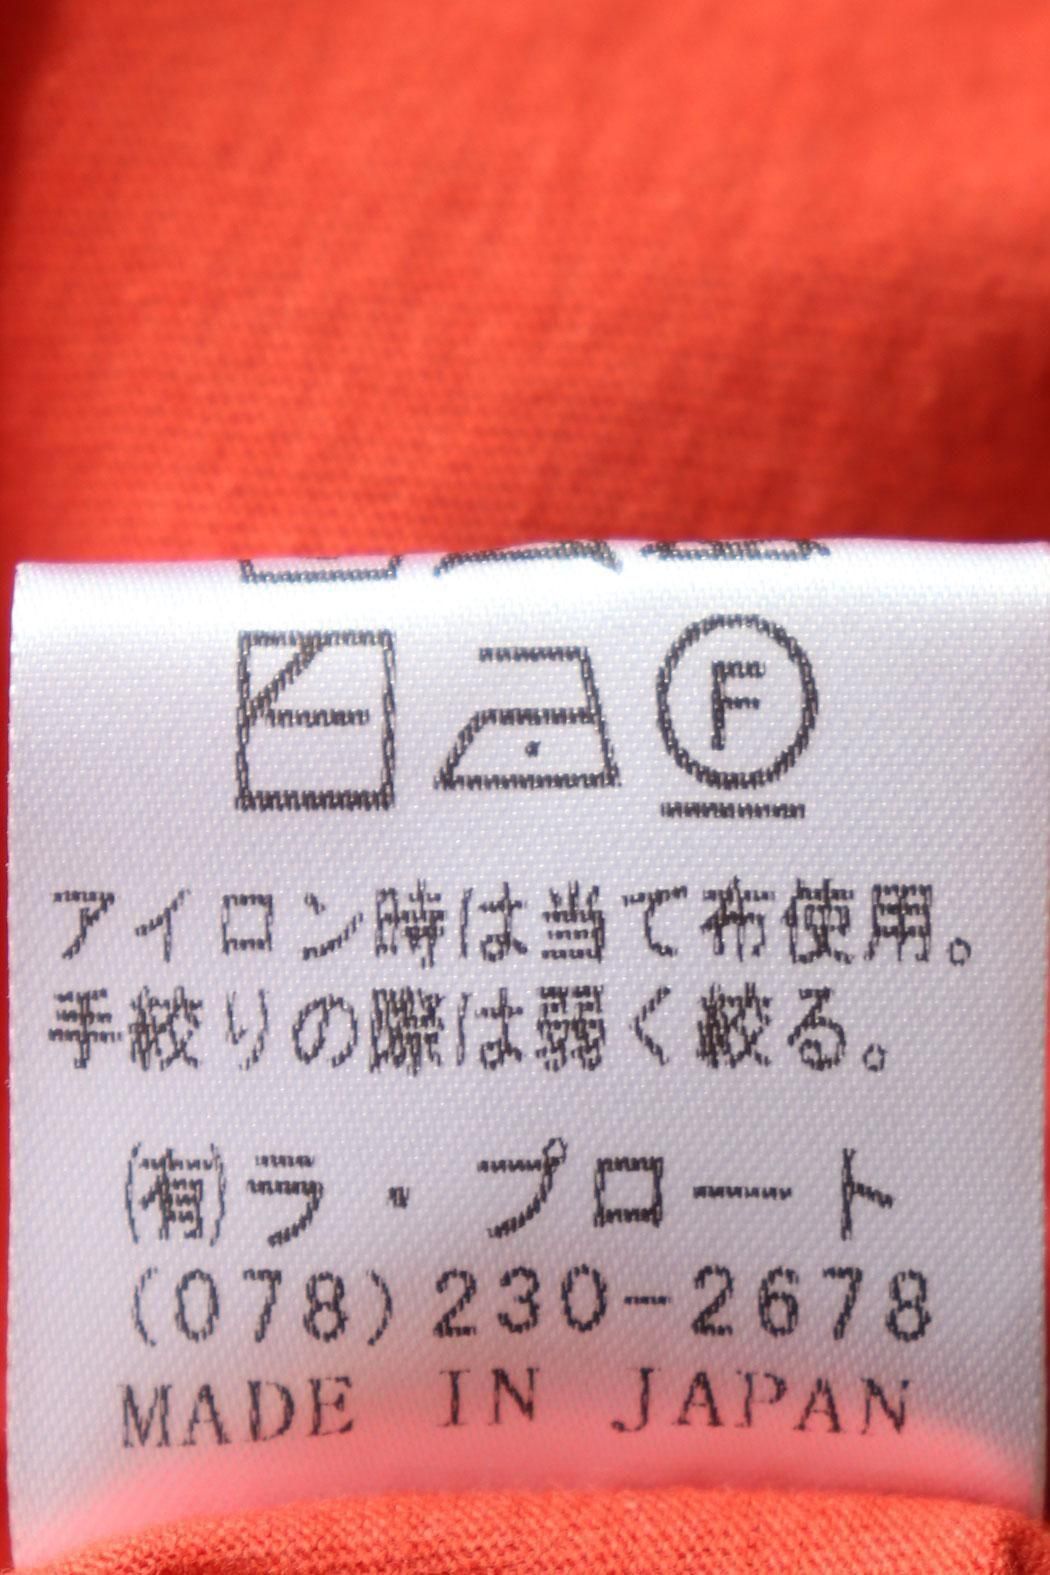 F
アイロン時は当て布使用。
手絞りの際は弱く絞る。
(有)ラ・プロート
(078)230-2678
MADE IN JAPAN